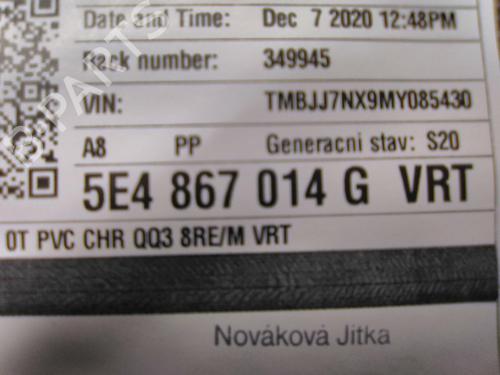 Date and Time: Dec 7 2020 12:48PM
Rack number: 349945
VIN: TMBJJ7NX9MY085430
A8 PP Generacni stav: S20
5E4 867 014 G VRT
0T PVC CHR QQ3 8RE/M VRT
Nováková Jitka
B-PARTS